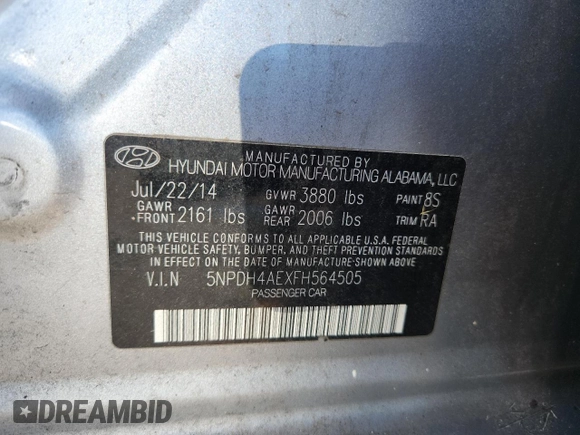 MANUFACTURED BY
HYUNDAI MOTOR MANUFACTURING ALABAMA, LLC
Jul/22/14 GVWR 3880 lbs PAINT 8S
GAWR FRONT 2161 lbs GAWR REAR 2006 lbs TRIM RA
THIS VEHICLE CONFORMS TO ALL APPLICABLE U.S.A. FEDERAL
MOTOR VEHICLE SAFETY, BUMPER, AND THEFT PREVENTION STANDARDS
IN EFFECT ON THE DATE OF MANUFACTURE SHOWN ABOVE
V.I.N 5NPDH4AEXFH564505
PASSENGER CAR
DREAMBID